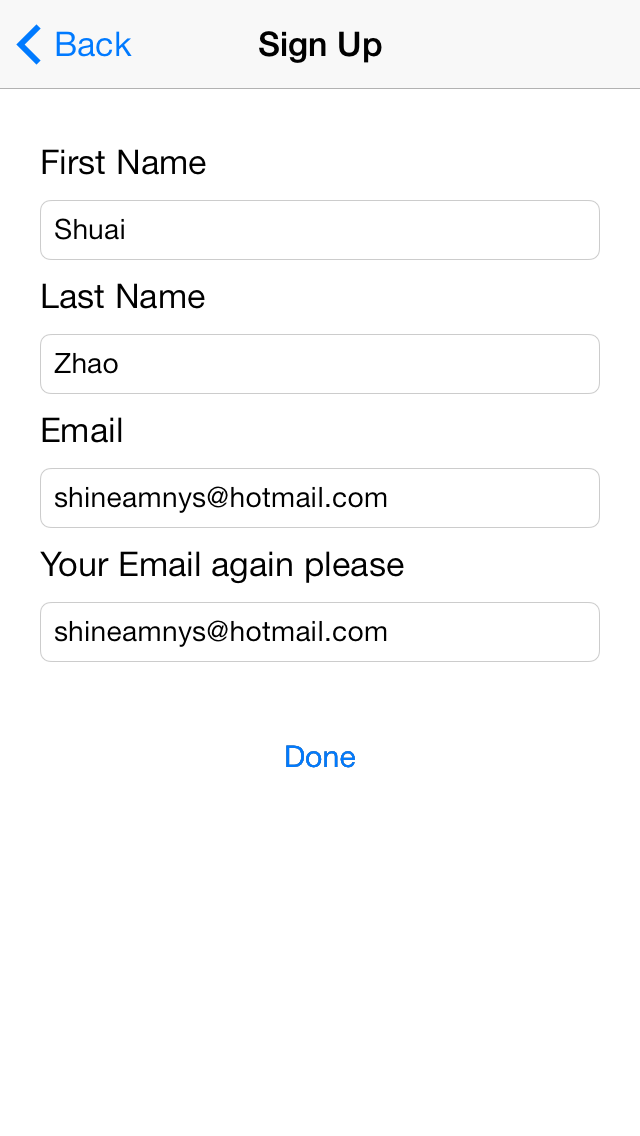 Back
Sign Up
First Name
Shuai
Last Name
Zhao
Email
shineamnys@hotmail.com
Your Email again please
shineamnys@hotmail.com
Done